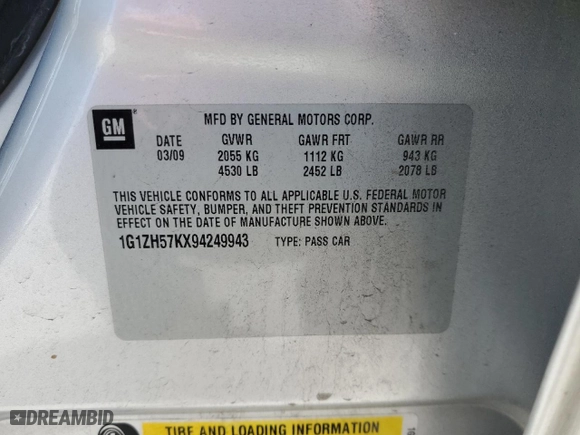 GM
MFD BY GENERAL MOTORS CORP.
DATE GVWR GAWR FRT GAWR RR
03/09 2055 KG 1112 KG 943 KG
4530 LB 2452 LB 2078 LB
THIS VEHICLE CONFORMS TO ALL APPLICABLE U.S. FEDERAL MOTOR
VEHICLE SAFETY, BUMPER, AND THEFT PREVENTION STANDARDS IN
EFFECT ON THE DATE OF MANUFACTURE SHOWN ABOVE.
1G1ZH57KX94249943 TYPE: PASS CAR
TIRE AND LOADING INFORMATION
DREAMBID